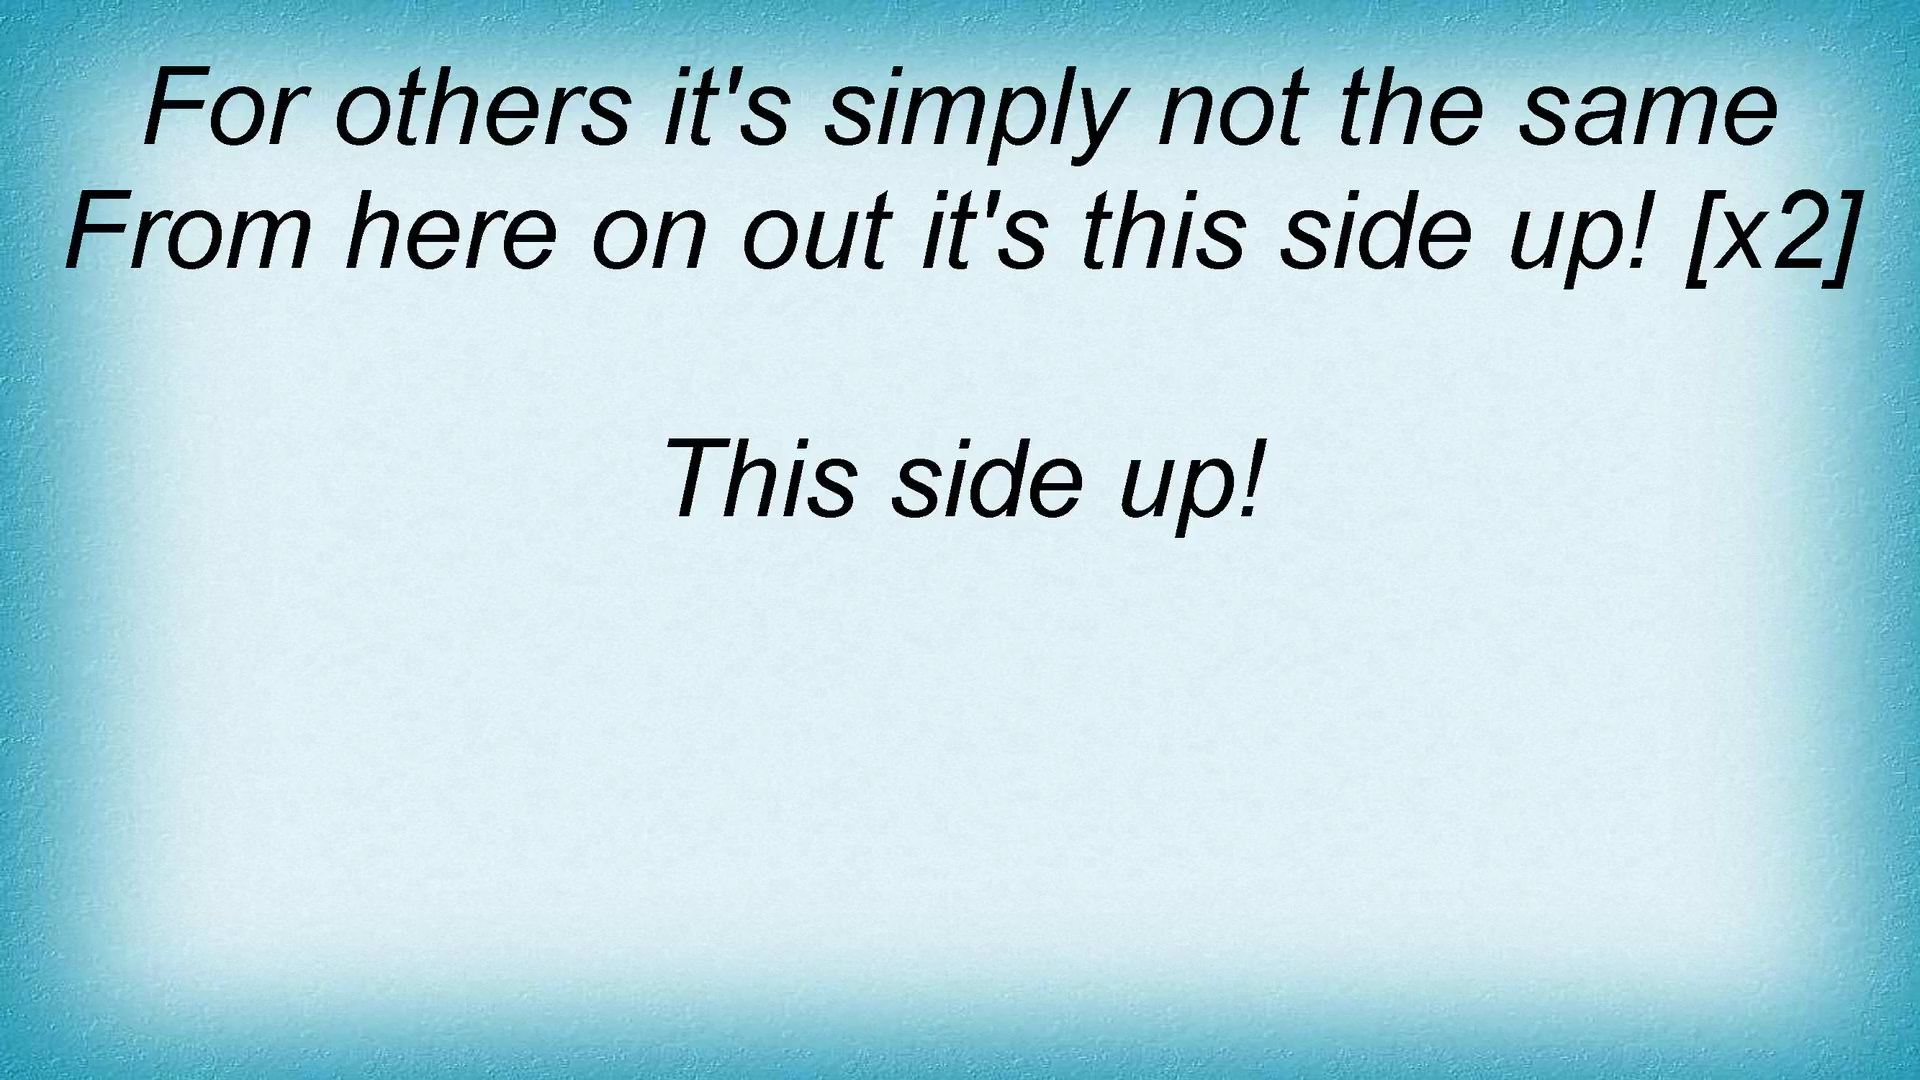 For others it's simply not the same
From here on out it's this side up! [x2]
This side up!